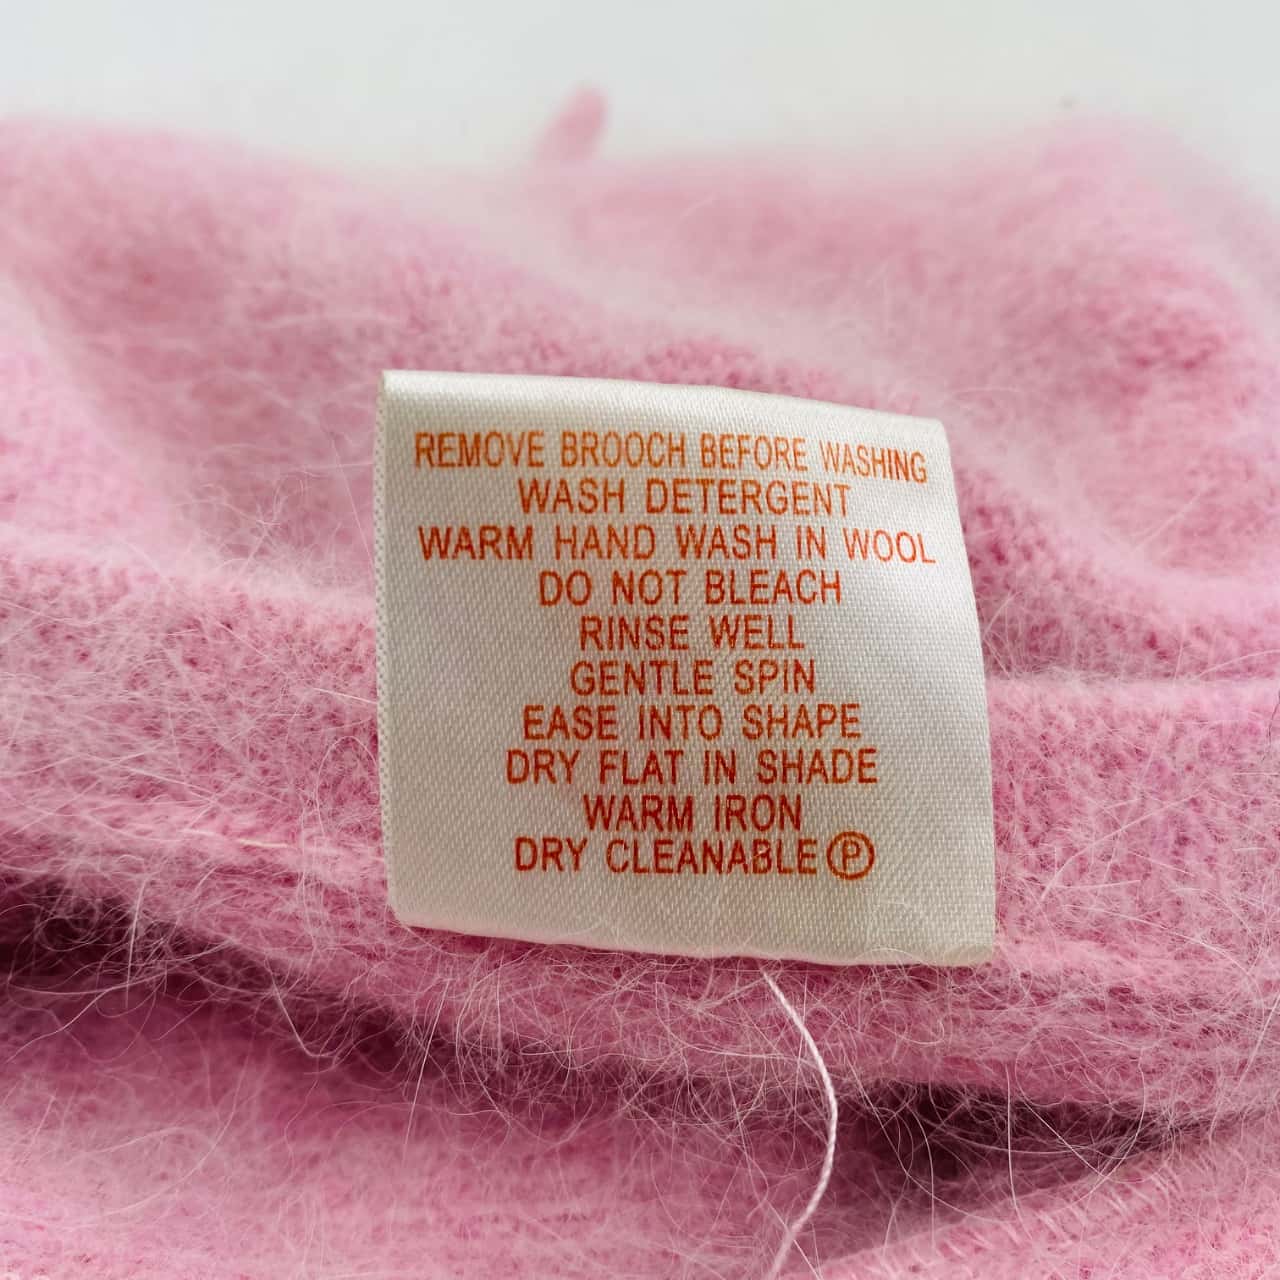 REMOVE BROOCH BEFORE WASHING
WASH DETERGENT
WARM HAND WASH IN WOOL
DO NOT BLEACH
RINSE WELL
GENTLE SPIN
EASE INTO SHAPE
DRY FLAT IN SHADE
WARM IRON
DRY CLEANABLE Ⓟ